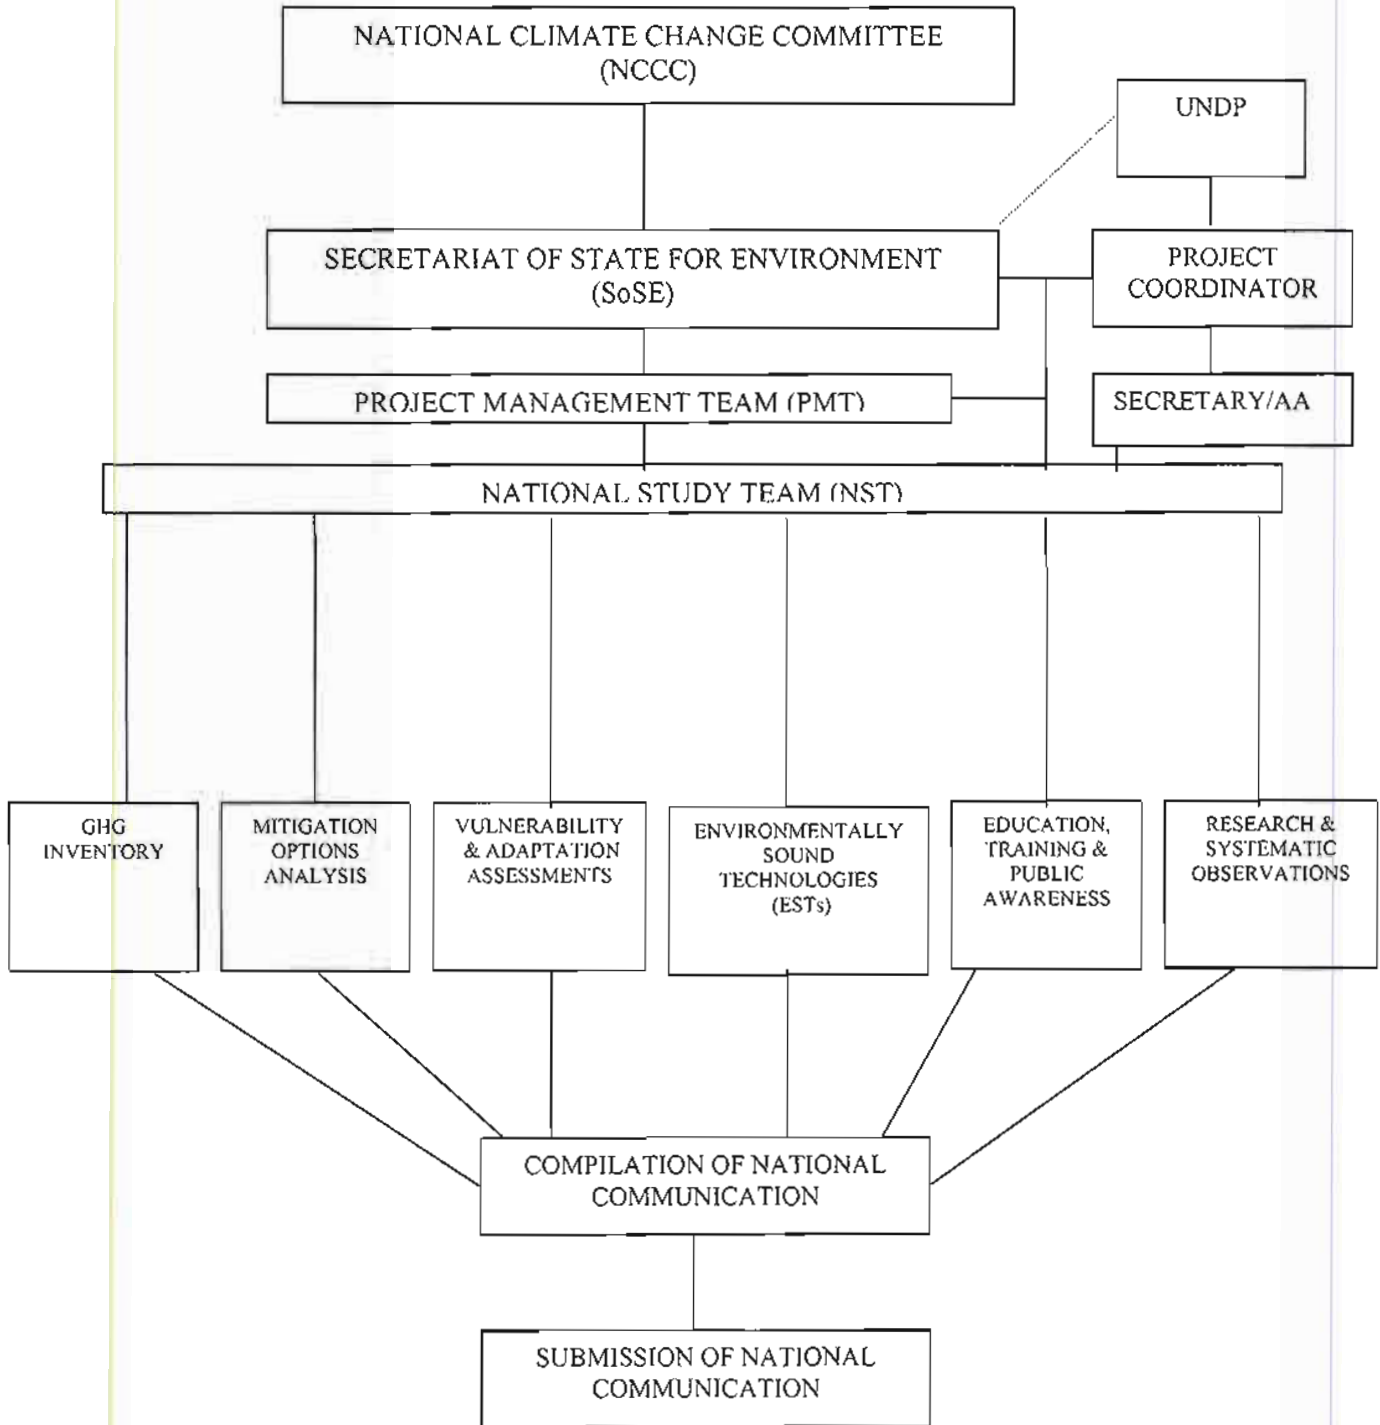 NATIONAL CLIMATE CHANGE COMMITTEE
(NCCC)
UNDP
SECRETARIAT OF STATE FOR ENVIRONMENT
(SoSE)
PROJECT
COORDINATOR
PROJECT MANAGEMENT TEAM (PMT)
SECRETARY/AA
NATIONAL STUDY TEAM (NST)
GHG
INVENTORY
MITIGATION
OPTIONS
ANALYSIS
VULNERABILITY
& ADAPTATION
ASSESSMENTS
ENVIRONMENTALLY
SOUND
TECHNOLOGIES
(ESTs)
EDUCATION,
TRAINING &
PUBLIC
AWARENESS
RESEARCH &
SYSTEMATIC
OBSERVATIONS
COMPILATION OF NATIONAL
COMMUNICATION
SUBMISSION OF NATIONAL
COMMUNICATION